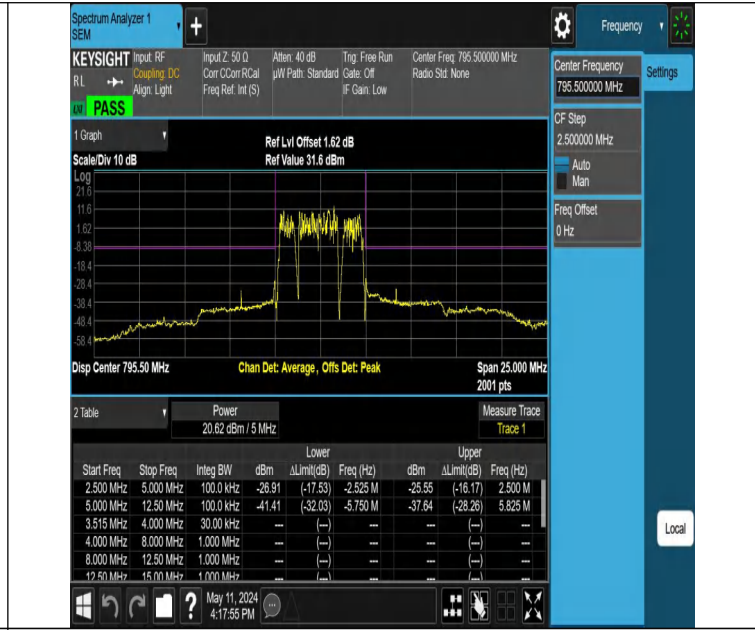 Spectrum Analyzer 1
SEM
Frequency
KEYSIGHT
RL
Input: RF
Coupling: DC
Align: Light
Input Z: 50 Ω
Corr CCorr RCal
Freq Ref: Int (S)
Atten: 40 dB
µW Path: Standard
Trig: Free Run
Gate: Off
IF Gain: Low
Center Freq: 795.500000 MHz
Radio Std: None
PASS
Center Frequency
795.500000 MHz
Settings
CF Step
2.500000 MHz
Auto
Man
Freq Offset
0 Hz
1 Graph
Scale/Div 10 dB
Ref Lvl Offset 1.62 dB
Ref Value 31.6 dBm
Log
21.6
11.6
1.62
-8.38
-18.4
-28.4
-38.4
-48.4
-58.4
Disp Center 795.50 MHz
Chan Det: Average, Offs Det: Peak
Span 25.000 MHz
2001 pts
2 Table
Power
20.62 dBm / 5 MHz
Measure Trace
Trace 1
Lower Upper
Start Freq Stop Freq Integ BW dBm ΔLimit(dB) Freq (Hz) dBm ΔLimit(dB) Freq (Hz)
2.500 MHz 5.000 MHz 100.0 kHz -26.91 (-17.53) -2.525 M -25.55 (-16.17) 2.500 M
5.000 MHz 12.50 MHz 100.0 kHz -41.41 (-32.03) -5.750 M -37.64 (-28.26) 5.825 M
3.515 MHz 4.000 MHz 30.00 kHz --- (---) --- --- (---) ---
4.000 MHz 8.000 MHz 1.000 MHz --- (---) --- --- (---) ---
8.000 MHz 12.50 MHz 1.000 MHz --- (---) --- --- (---) ---
12.50 MHz 15.00 MHz 1.000 MHz --- (---) --- --- (---) ---
Local
?
May 11, 2024
4:17:55 PM